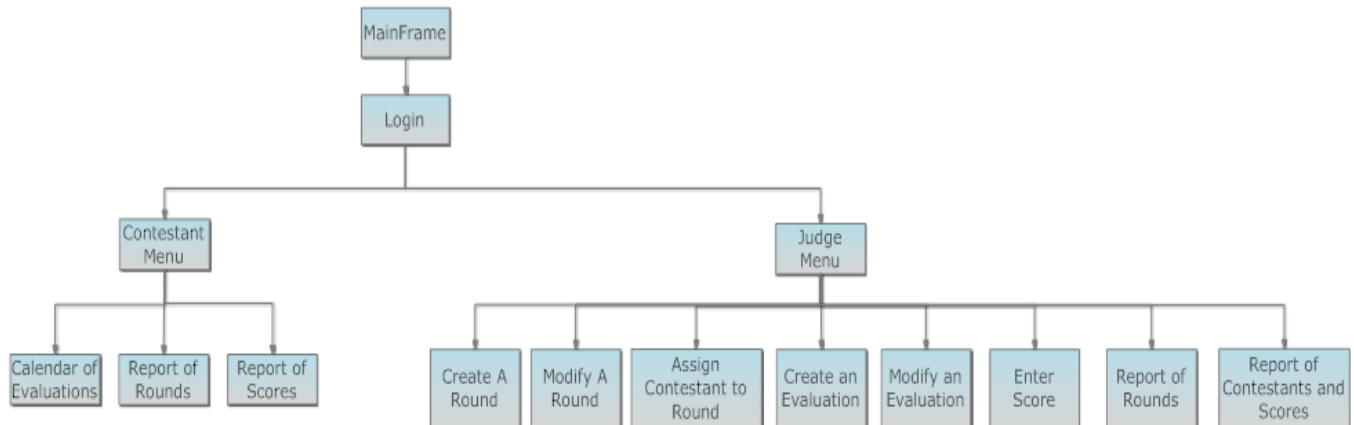 MainFrame
Login
Contestant
Menu
Judge
Menu
Calendar of
Evaluations
Report of
Rounds
Report of
Scores
Create A
Round
Modify A
Round
Assign
Contestant to
Round
Create an
Evaluation
Modify an
Evaluation
Enter
Score
Report of
Rounds
Report of
Contestants and
Scores